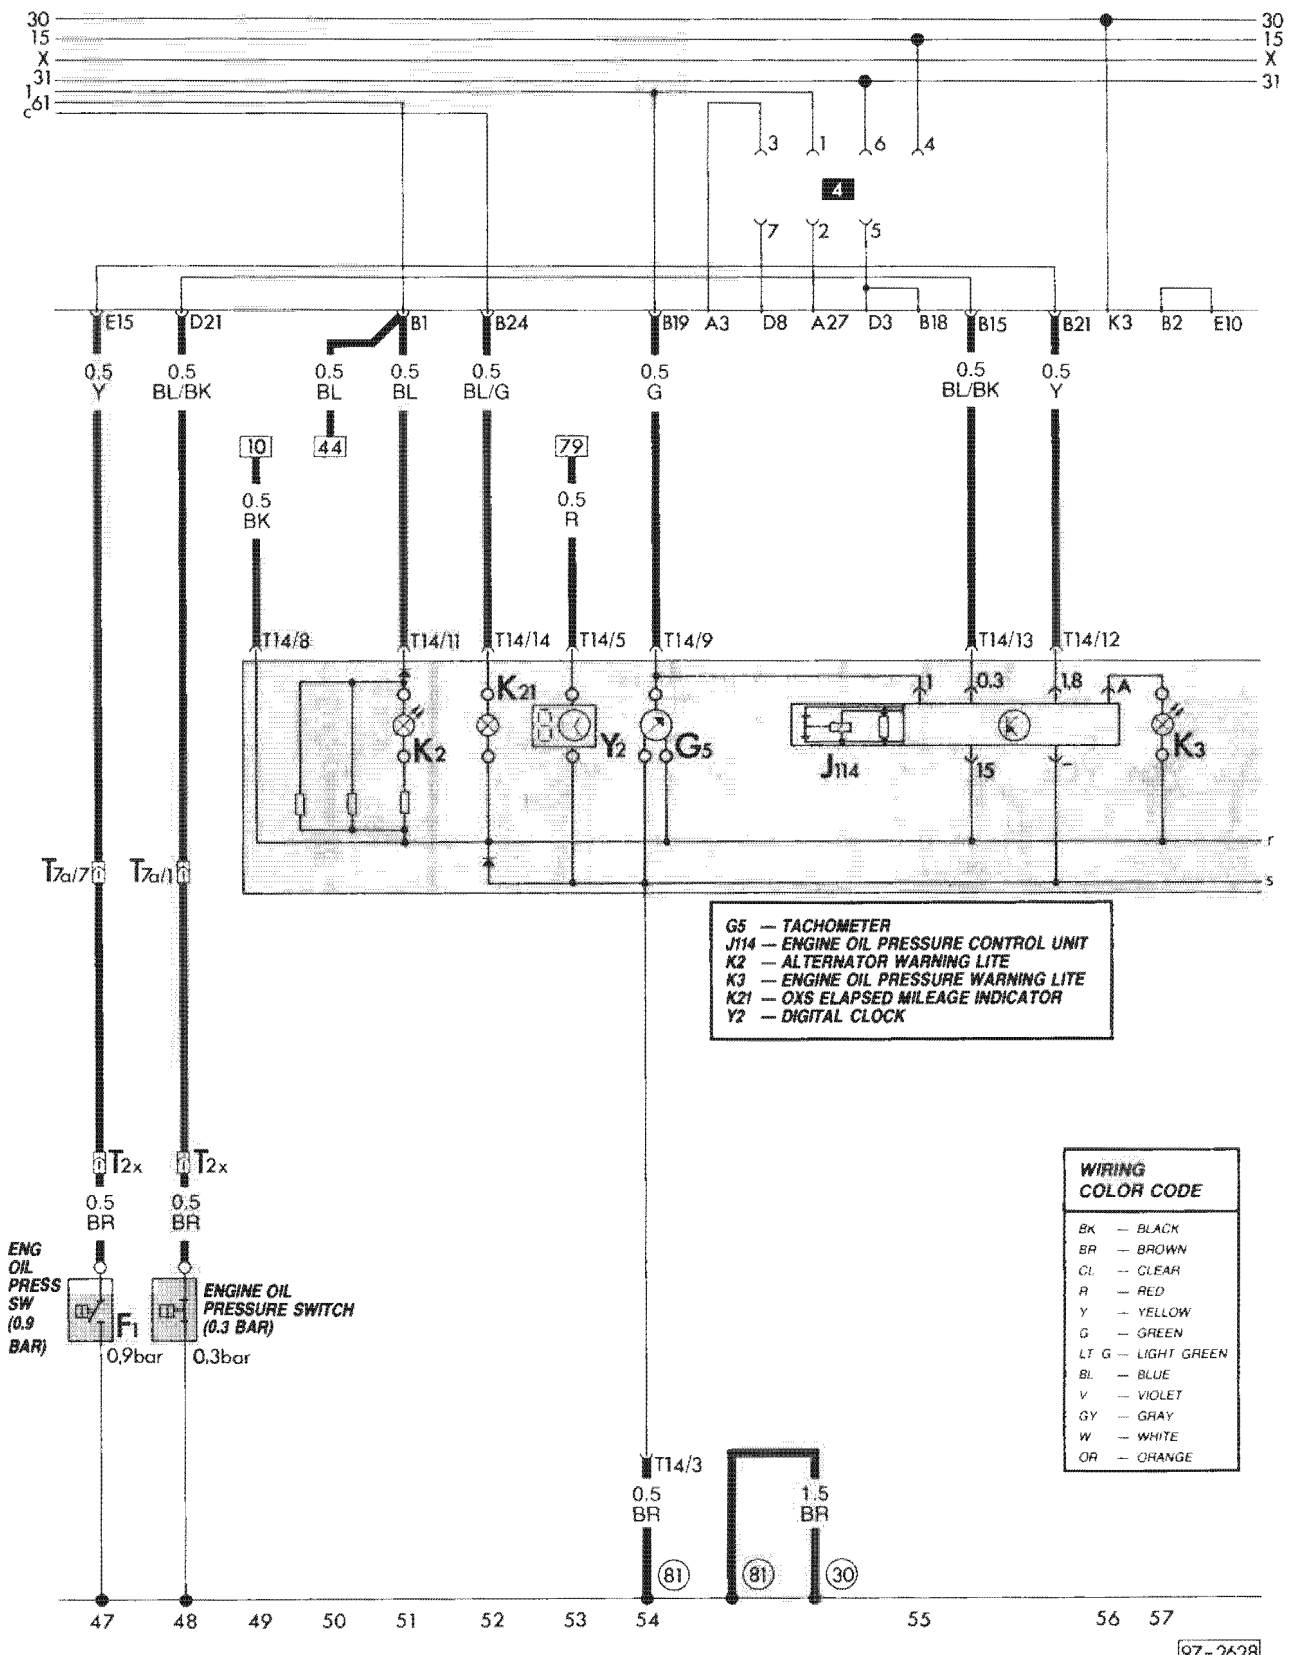 30 30
15 15
X X
31 31
1
61
c
3 1 6 4
4
7 2 5
E15 D21 B1 B24 B19 A3 D8 A27 D3 B18 B15 B21 K3 B2 E10
0.5 0.5 0.5 0.5 0.5 0.5 0.5 0.5
Y BL/BK BL BL BL/G G BL/BK Y
10 44 79
0.5 0.5
BK R
T14/8 T14/11 T14/14 T14/5 T14/9 T14/13 T14/12
1 0.3 1,8 A
K21
K2 Y2 G5 K3
J114 15 -
r
T7a/7 T7a/1
s
G5 — TACHOMETER
J114 — ENGINE OIL PRESSURE CONTROL UNIT
K2 — ALTERNATOR WARNING LITE
K3 — ENGINE OIL PRESSURE WARNING LITE
K21 — OXS ELAPSED MILEAGE INDICATOR
Y2 — DIGITAL CLOCK
T2x T2x
0.5 0.5
BR BR
ENG
OIL
PRESS
SW
(0.9
BAR)
F1
0,9bar
ENGINE OIL
PRESSURE SWITCH
(0.3 BAR)
0.3bar
WIRING
COLOR CODE
BK — BLACK
BR — BROWN
CL — CLEAR
R — RED
Y — YELLOW
G — GREEN
LT G — LIGHT GREEN
BL — BLUE
V — VIOLET
GY — GRAY
W — WHITE
OR — ORANGE
T14/3
0.5 1.5
BR BR
81 81 30
47 48 49 50 51 52 53 54 55 56 57
97-2628